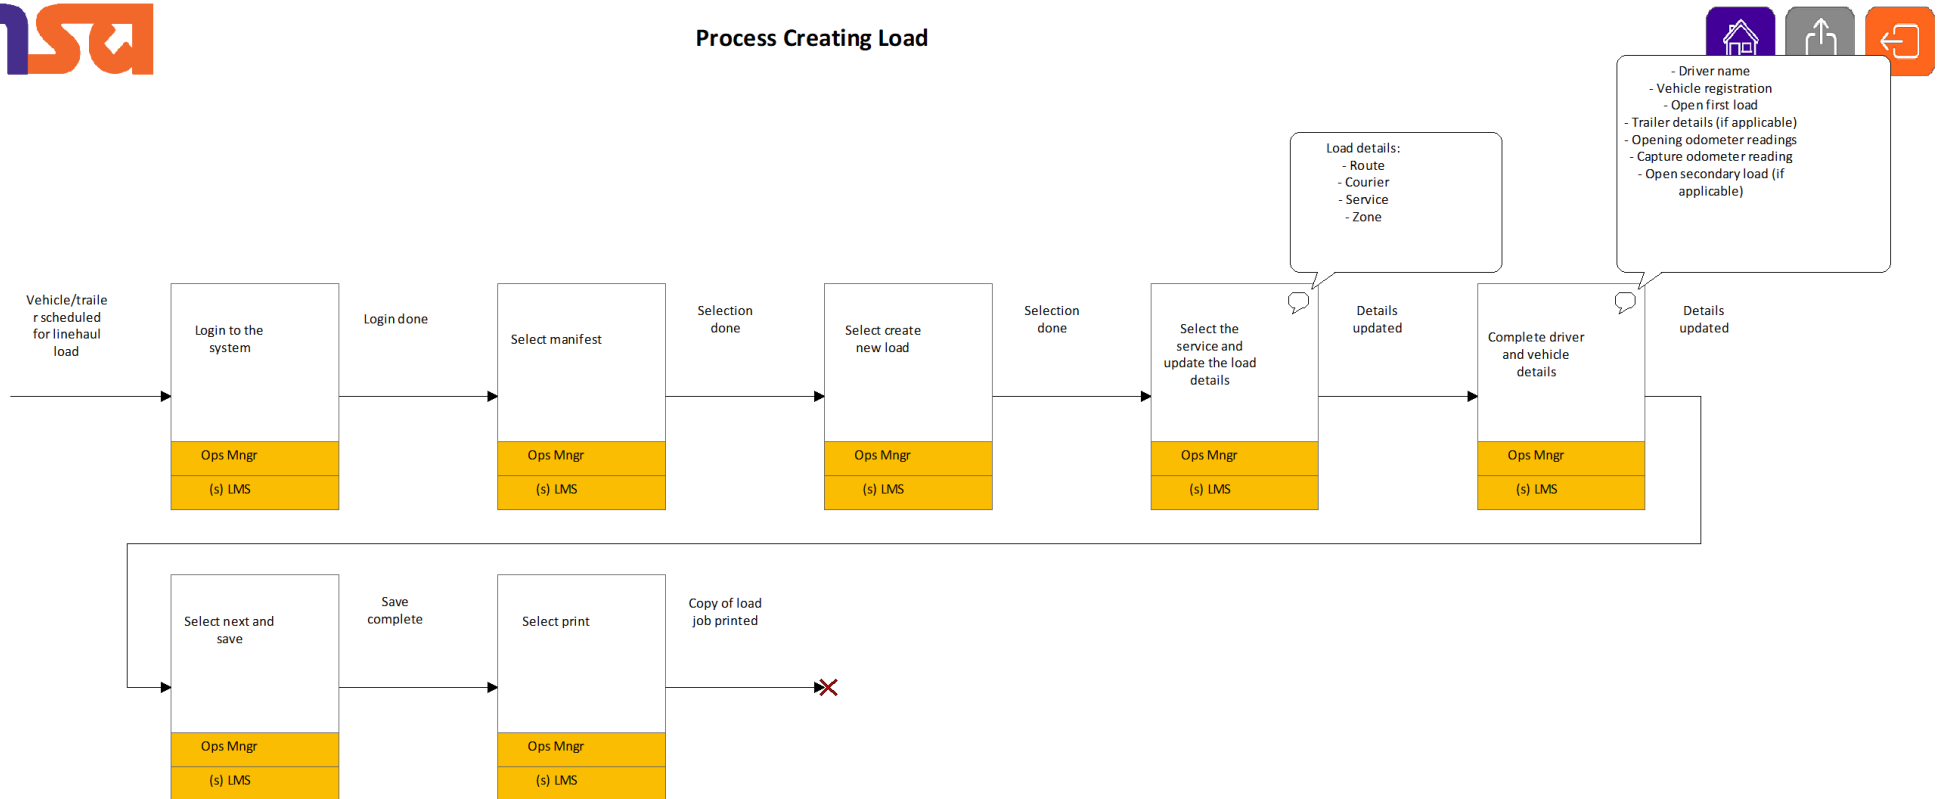 nsa
Process Creating Load
- Driver name
- Vehicle registration
- Open first load
- Trailer details (if applicable)
- Opening odometer readings
- Capture odometer reading
- Open secondary load (if
applicable)
Load details:
- Route
- Courier
- Service
- Zone
Vehicle/traile
r scheduled
for linehaul
load
Login to the
system
Ops Mngr
(s) LMS
Login done
Select manifest
Ops Mngr
(s) LMS
Selection
done
Select create
new load
Ops Mngr
(s) LMS
Selection
done
Select the
service and
update the load
details
Ops Mngr
(s) LMS
Details
updated
Complete driver
and vehicle
details
Ops Mngr
(s) LMS
Details
updated
Select next and
save
Ops Mngr
(s) LMS
Save
complete
Select print
Ops Mngr
(s) LMS
Copy of load
job printed